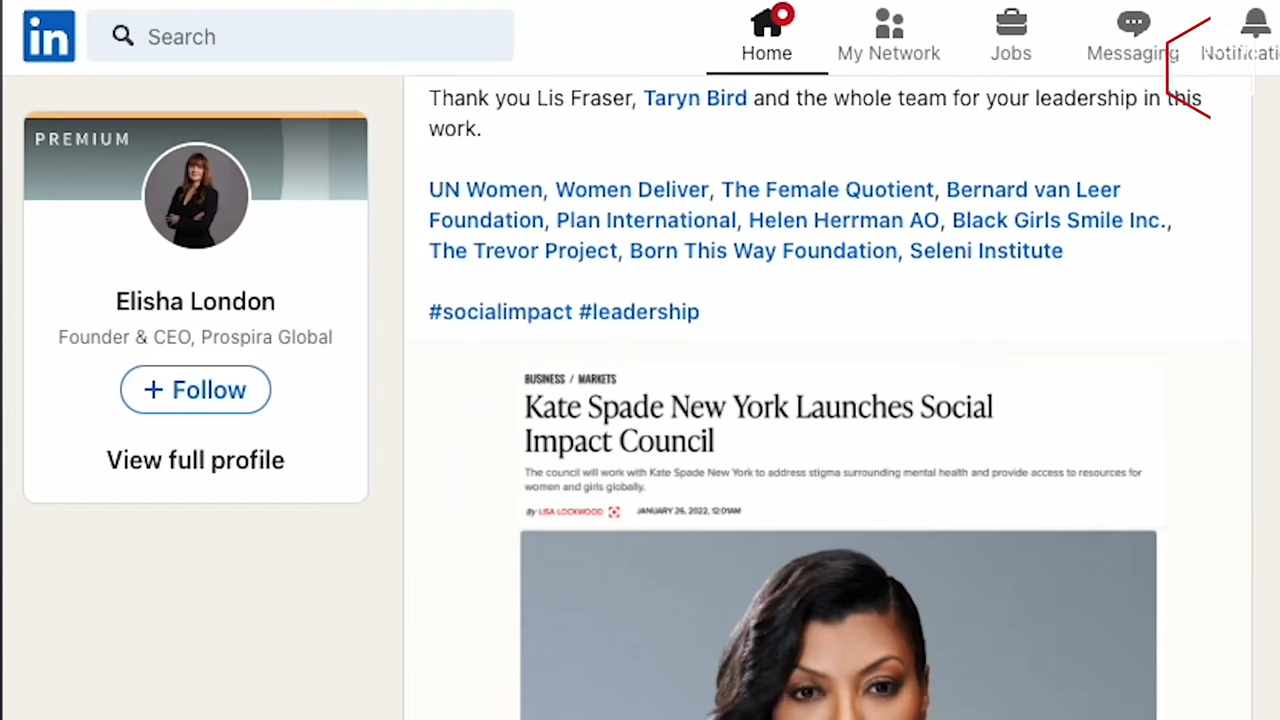 in
Search
Home
My Network
Jobs
Messaging
Notificati
PREMIUM
Elisha London
Founder & CEO, Prospira Global
+ Follow
View full profile
Thank you Lis Fraser, Taryn Bird and the whole team for your leadership in this
work.
UN Women, Women Deliver, The Female Quotient, Bernard van Leer
Foundation, Plan International, Helen Herrman AO, Black Girls Smile Inc.,
The Trevor Project, Born This Way Foundation, Seleni Institute
#socialimpact #leadership
BUSINESS / MARKETS
Kate Spade New York Launches Social
Impact Council
The council will work with Kate Spade New York to address stigma surrounding mental health and provide access to resources for
women and girls globally.
By LISA LOCKWOOD JANUARY 26, 2022, 12:01AM